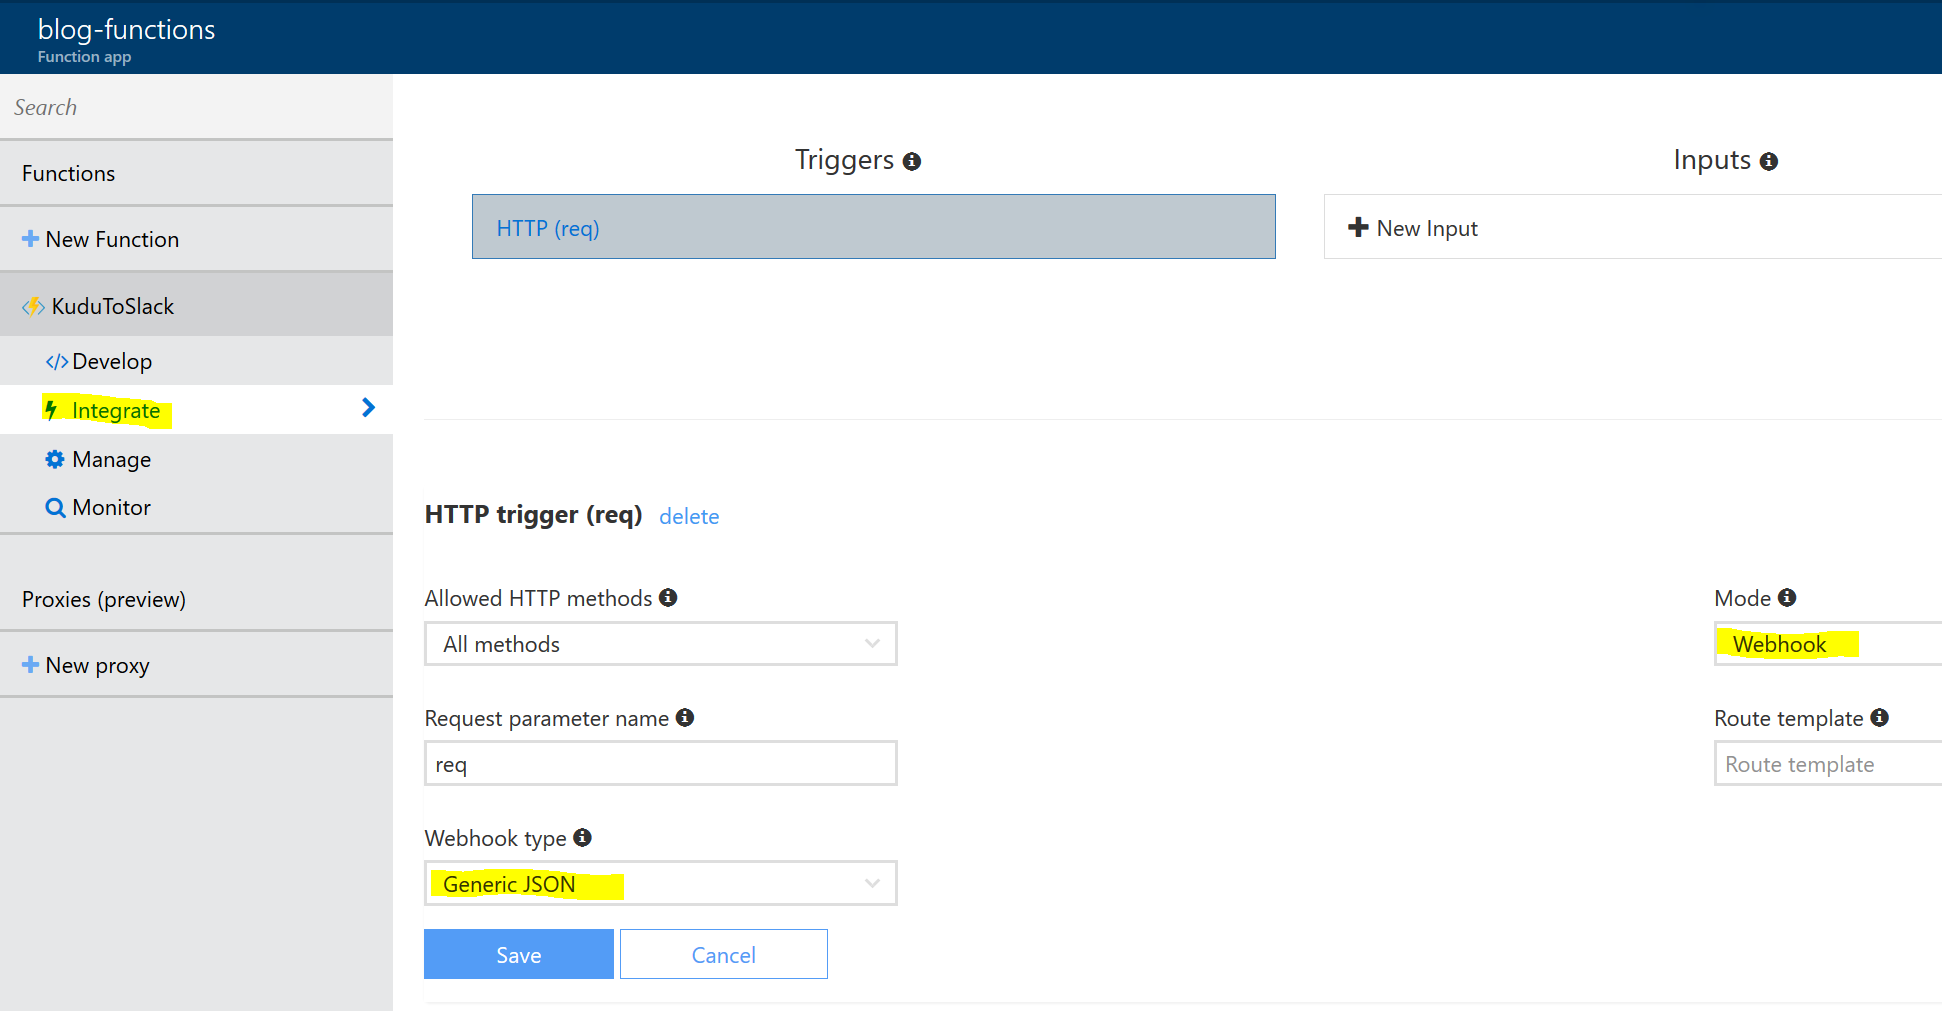 blog-functions
Function app
Search
Functions
New Function
KuduToSlack
Develop
Integrate
Manage
Monitor
Proxies (preview)
New proxy
Triggers
Inputs
HTTP (req)
New Input
HTTP trigger (req) delete
Allowed HTTP methods
Mode
All methods
Webhook
Request parameter name
Route template
req
Route template
Webhook type
Generic JSON
Save
Cancel